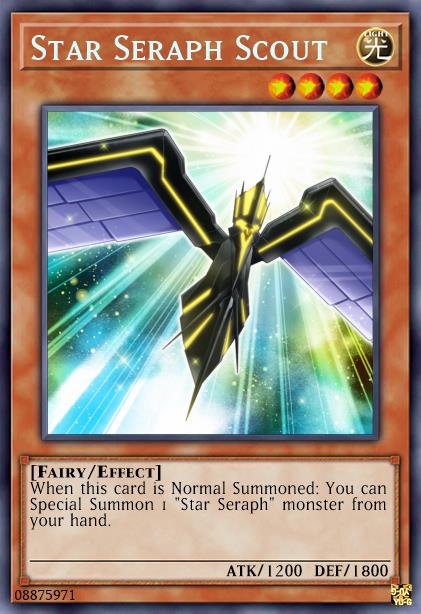 Star Seraph Scout
LIGHT
光
[Fairy/Effect]
When this card is Normal Summoned: You can
Special Summon 1 "Star Seraph" monster from
your hand.
ATK/1200 DEF/1800
08875971